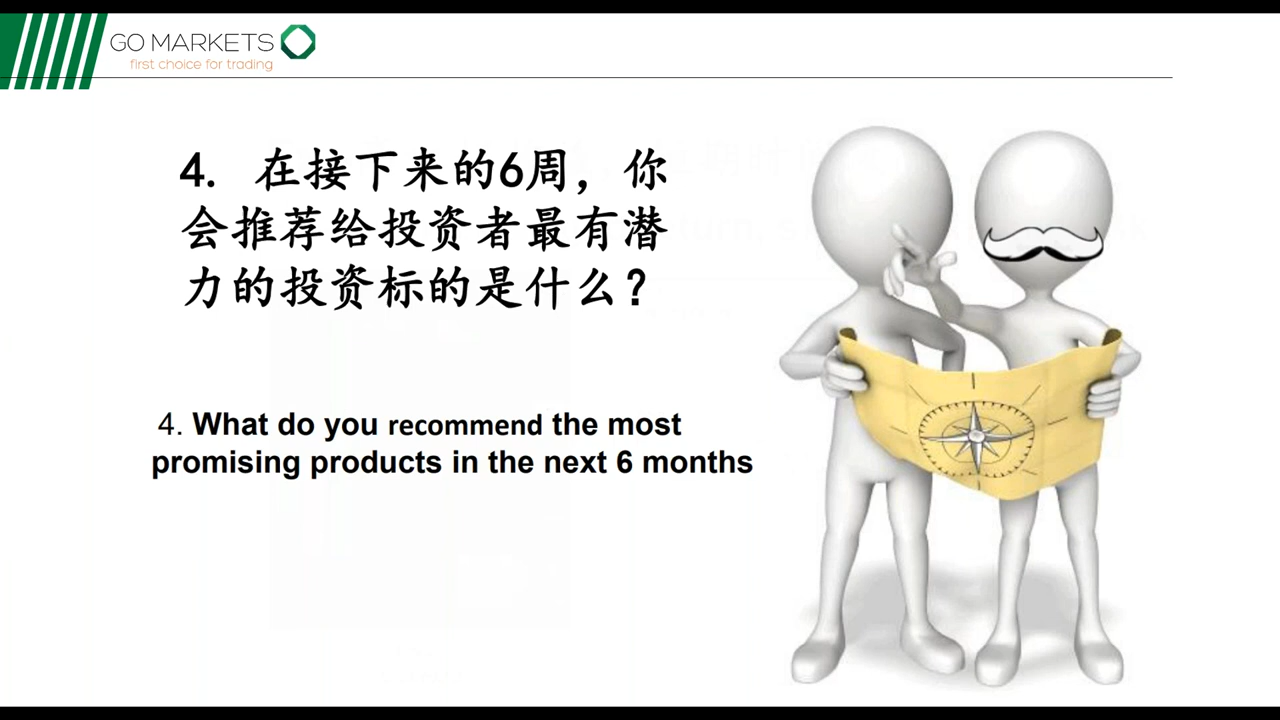 GO MARKETS
first choice for trading
4. 在接下来的6周，你
会推荐给投资者最有潜
力的投资标的是什么？
4. What do you recommend the most
promising products in the next 6 months